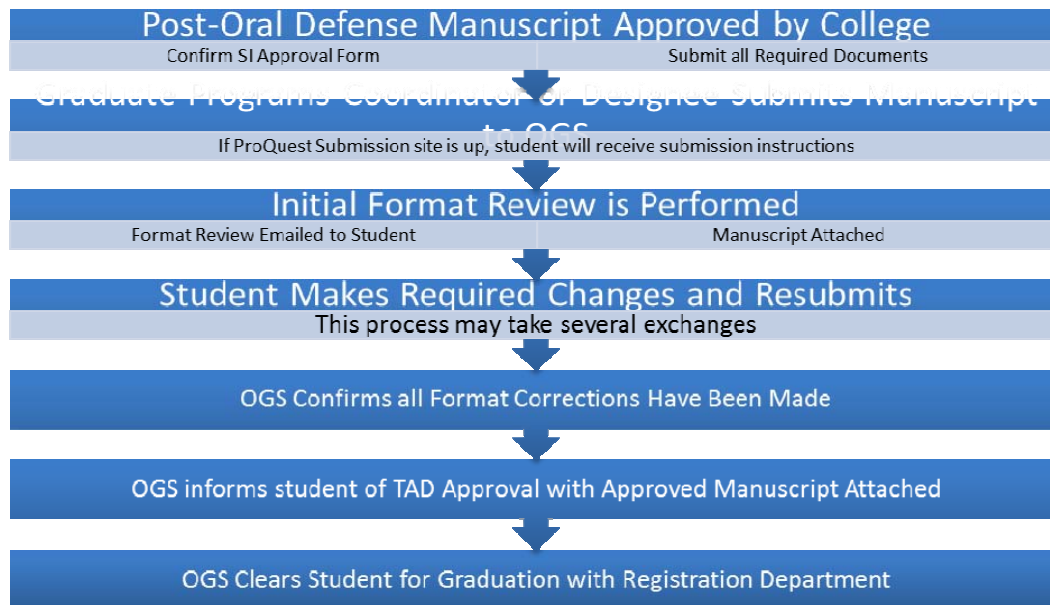 Post-Oral Defense Manuscript Approved by College
Confirm SI Approval Form
Submit all Required Documents
Graduate Programs Coordinator or Designee Submits Manuscript
to OGS
If ProQuest Submission site is up, student will receive submission instructions
Initial Format Review is Performed
Format Review Emailed to Student
Manuscript Attached
Student Makes Required Changes and Resubmits
This process may take several exchanges
OGS Confirms all Format Corrections Have Been Made
OGS informs student of TAD Approval with Approved Manuscript Attached
OGS Clears Student for Graduation with Registration Department